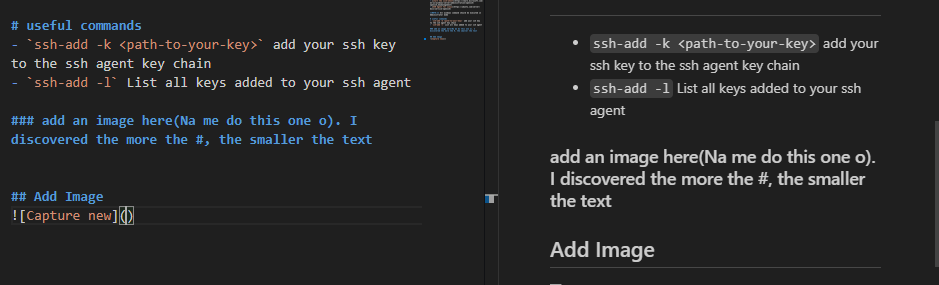 # useful commands
- `ssh-add -k <path-to-your-key>` add your ssh key
to the ssh agent key chain
- `ssh-add -l` List all keys added to your ssh agent
### add an image here(Na me do this one o). I
discovered the more the #, the smaller the text
## Add Image
![Capture new]()
ssh-add -k <path-to-your-key> add your
ssh key to the ssh agent key chain
ssh-add -l List all keys added to your ssh
agent
add an image here(Na me do this one o).
I discovered the more the #, the smaller
the text
Add Image